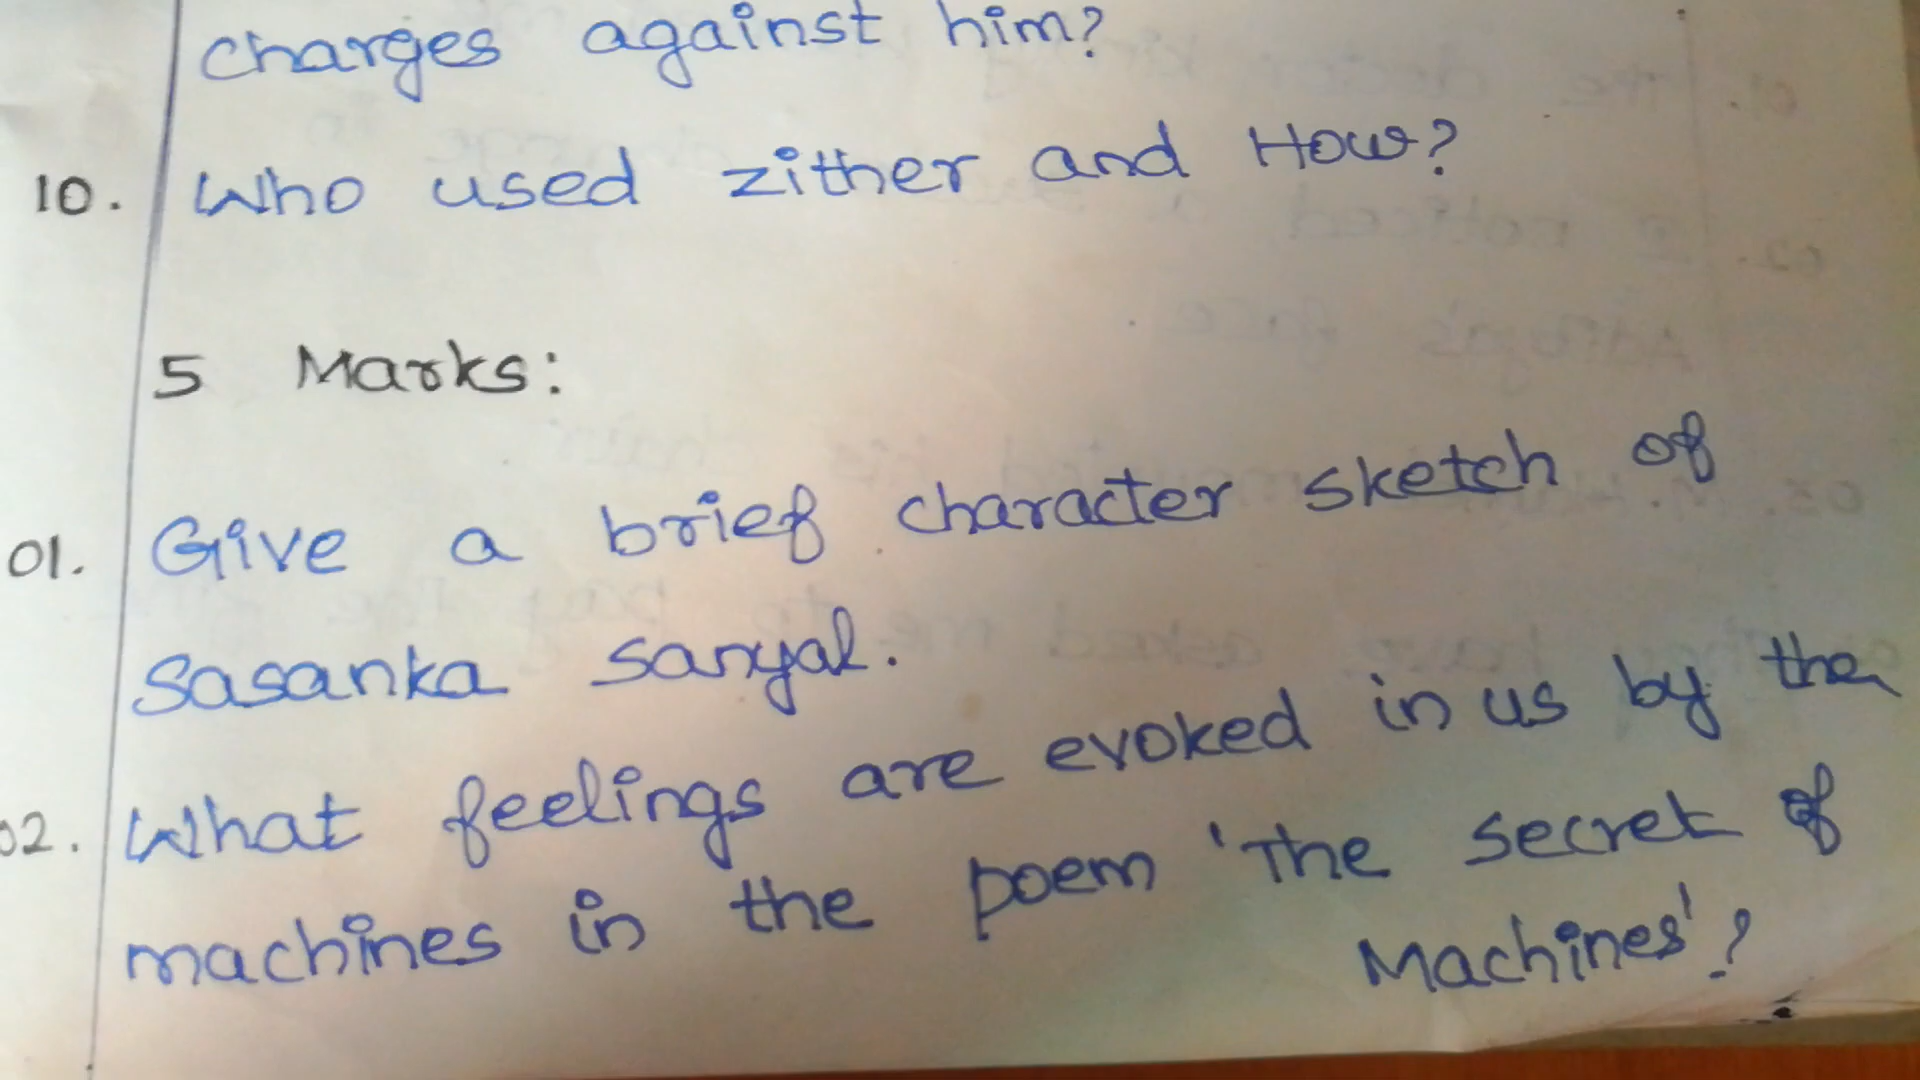 charges against him?
10. Who used zither and How?
5 Marks:
01. Give a brief character sketch of
Sasanka Sanyal.
02. What feelings are evoked in us by the
machines in the poem 'The Secret of
Machines'?